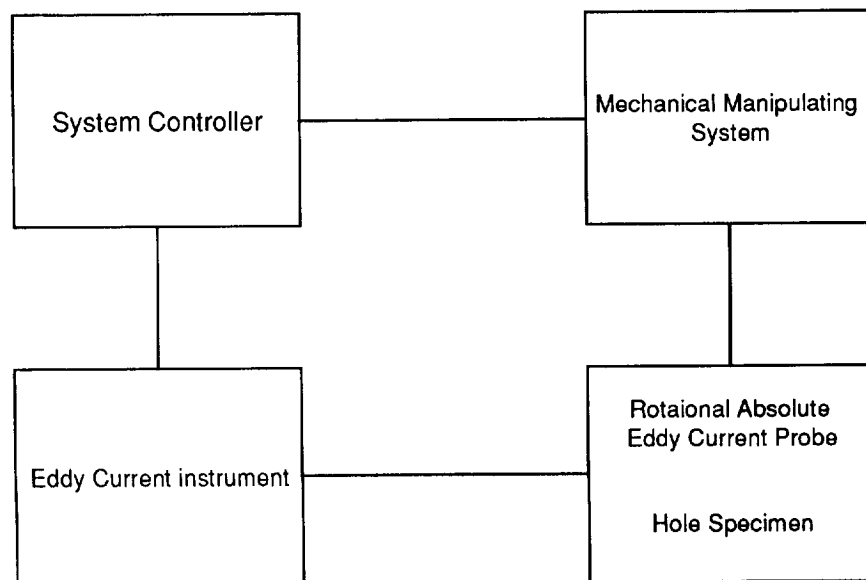 System Controller
Mechanical Manipulating
System
Eddy Current instrument
Rotaional Absolute
Eddy Current Probe
Hole Specimen